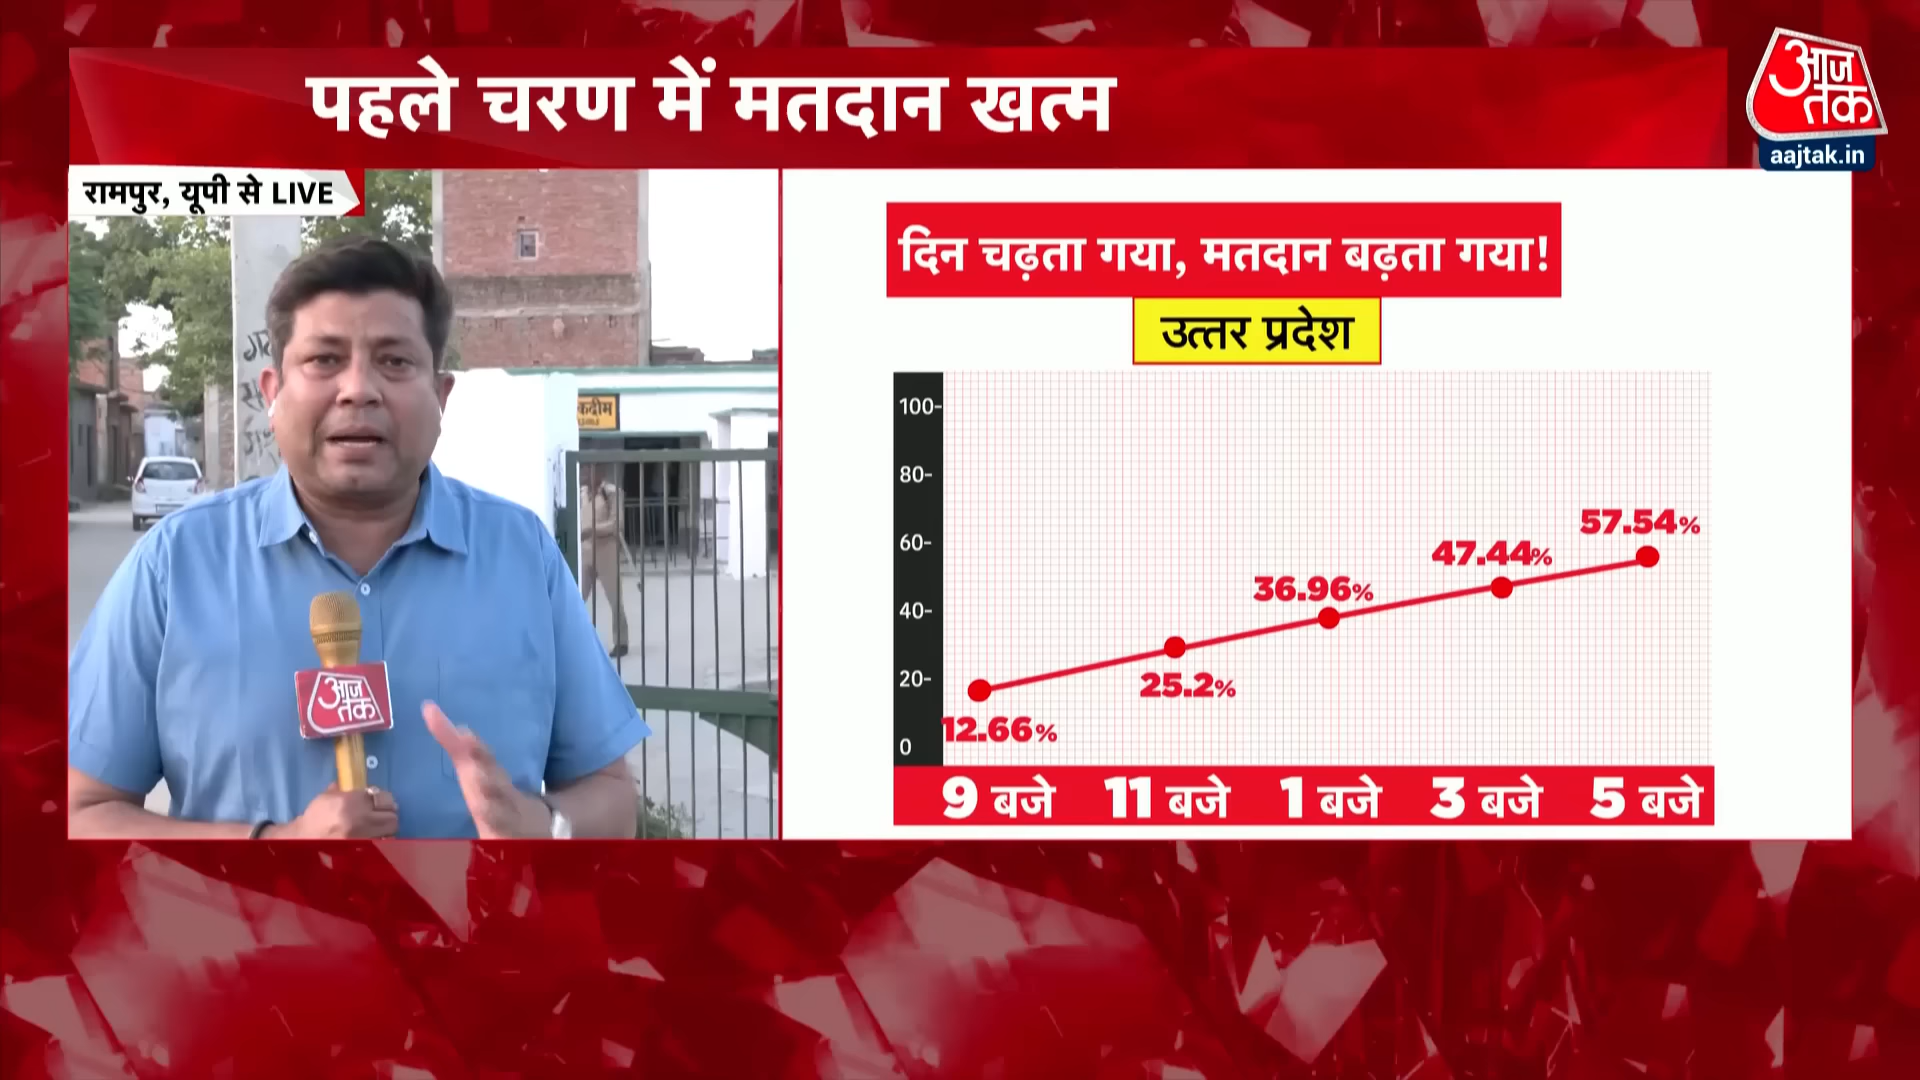 पहले चरण में मतदान खत्म
आज
तक
aajtak.in
रामपुर, यूपी से LIVE
दिन चढ़ता गया, मतदान बढ़ता गया!
उत्तर प्रदेश
100-
80-
60-
40-
20-
0
12.66%
25.2%
36.96%
47.44%
57.54%
9 बजे 11 बजे 1 बजे 3 बजे 5 बजे
आज
तक